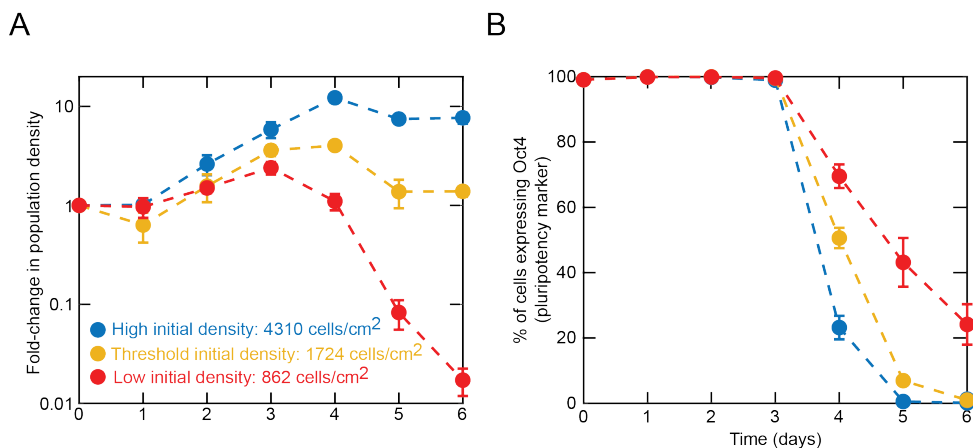 A
Fold-change in population density
10
1
0.1
0.01
High initial density: 4310 cells/cm2
Threshold initial density: 1724 cells/cm2
Low initial density: 862 cells/cm2
0 1 2 3 4 5 6
B
% of cells expressing Oct4
(pluripotency marker)
100
80
60
40
20
0
0 1 2 3 4 5 6
Time (days)